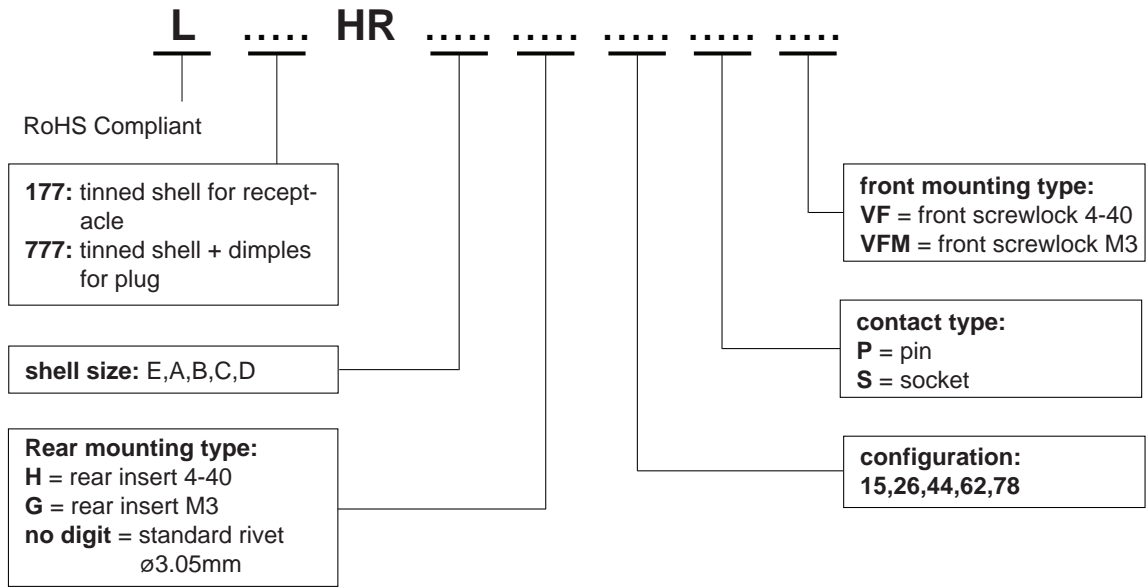 L ..... HR ..... ..... ..... ..... .....
RoHS Compliant
177: tinned shell for recept-
acle
777: tinned shell + dimples
for plug
shell size: E,A,B,C,D
Rear mounting type:
H = rear insert 4-40
G = rear insert M3
no digit = standard rivet
ø3.05mm
front mounting type:
VF = front screwlock 4-40
VFM = front screwlock M3
contact type:
P = pin
S = socket
configuration:
15,26,44,62,78